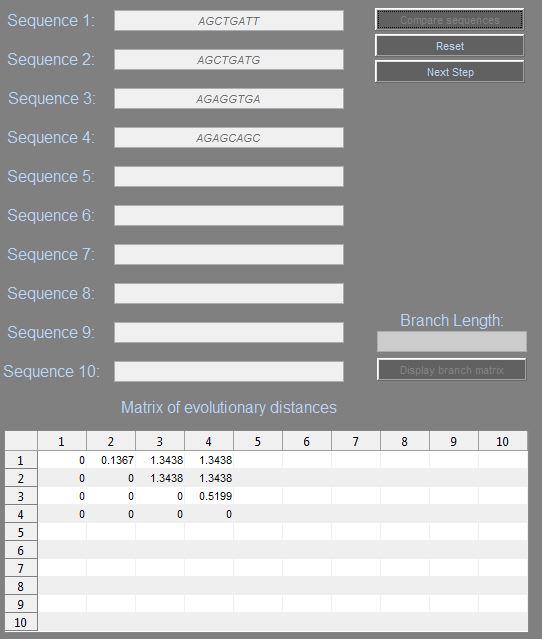 Sequence 1: AGCTGATT Compare sequences
Reset
Sequence 2: AGCTGATG
Next Step
Sequence 3: AGAGGTGA
Sequence 4: AGAGCAGC
Sequence 5:
Sequence 6:
Sequence 7:
Sequence 8:
Branch Length:
Sequence 9:
Sequence 10: Display branch matrix
Matrix of evolutionary distances
1 2 3 4 5 6 7 8 9 10
1 0 0.1367 1.3438 1.3438
2 0 0 1.3438 1.3438
3 0 0 0 0.5199
4 0 0 0 0
5
6
7
8
9
10